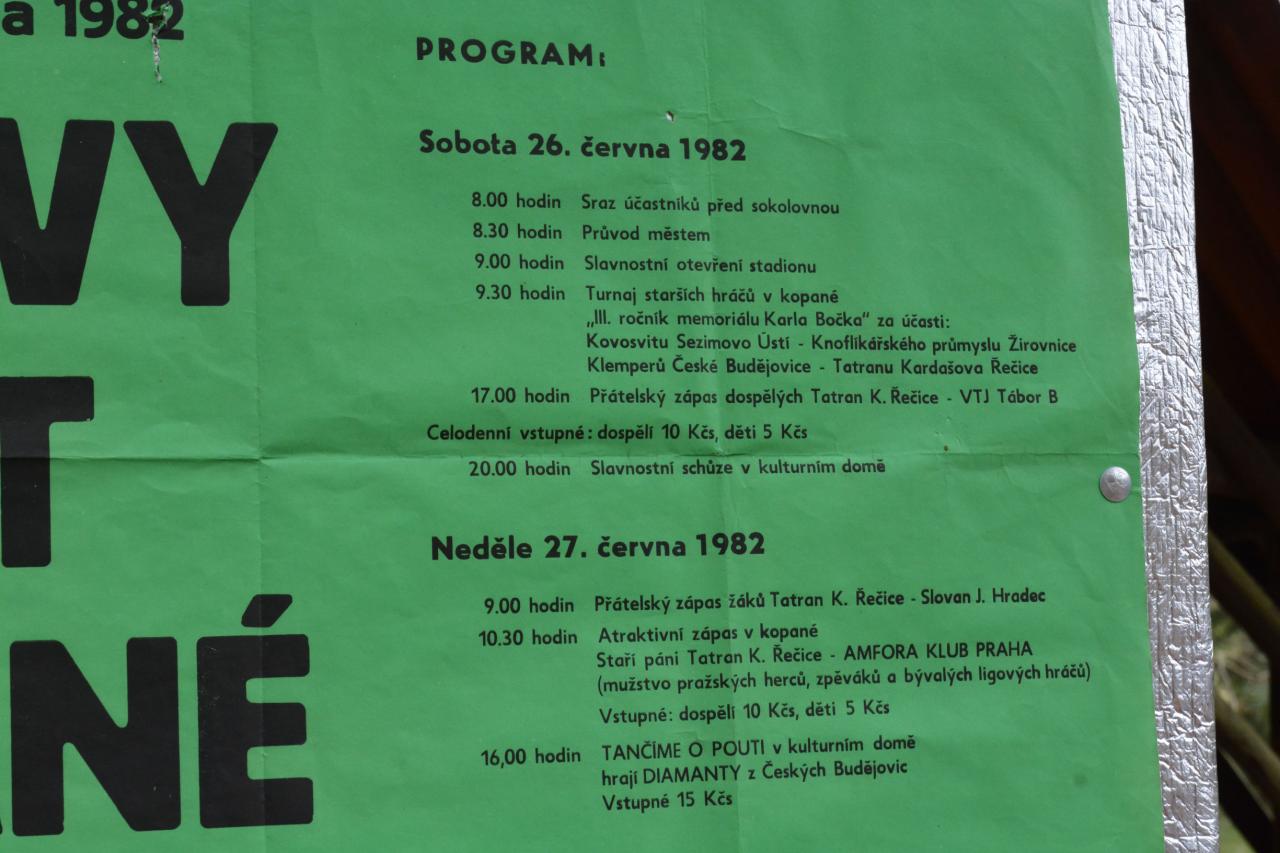 a 1982
VY
T
NÉ
PROGRAM:
Sobota 26. června 1982
8.00 hodin Sraz účastníků před sokolovnou
8.30 hodin Průvod městem
9.00 hodin Slavnostní otevření stadionu
9.30 hodin Turnaj starších hráčů v kopané
„III. ročník memoriálu Karla Bočka“ za účasti:
Kovosvitu Sezimovo Ústí - Knoflíkářského průmyslu Žirovnice
Klemperů České Budějovice - Tatranu Kardašova Řečice
17.00 hodin Přátelský zápas dospělých Tatran K. Řečice - VTJ Tábor B
Celodenní vstupné: dospělí 10 Kčs, děti 5 Kčs
20.00 hodin Slavnostní schůze v kulturním domě
Neděle 27. června 1982
9.00 hodin Přátelský zápas žáků Tatran K. Řečice - Slovan J. Hradec
10.30 hodin Atraktivní zápas v kopané
Staří páni Tatran K. Řečice - AMFORA KLUB PRAHA
(mužstvo pražských herců, zpěváků a bývalých ligových hráčů)
Vstupné: dospělí 10 Kčs, děti 5 Kčs
16,00 hodin TANČÍME O POUTI v kulturním domě
hrají DIAMANTY z Českých Budějovic
Vstupné 15 Kčs